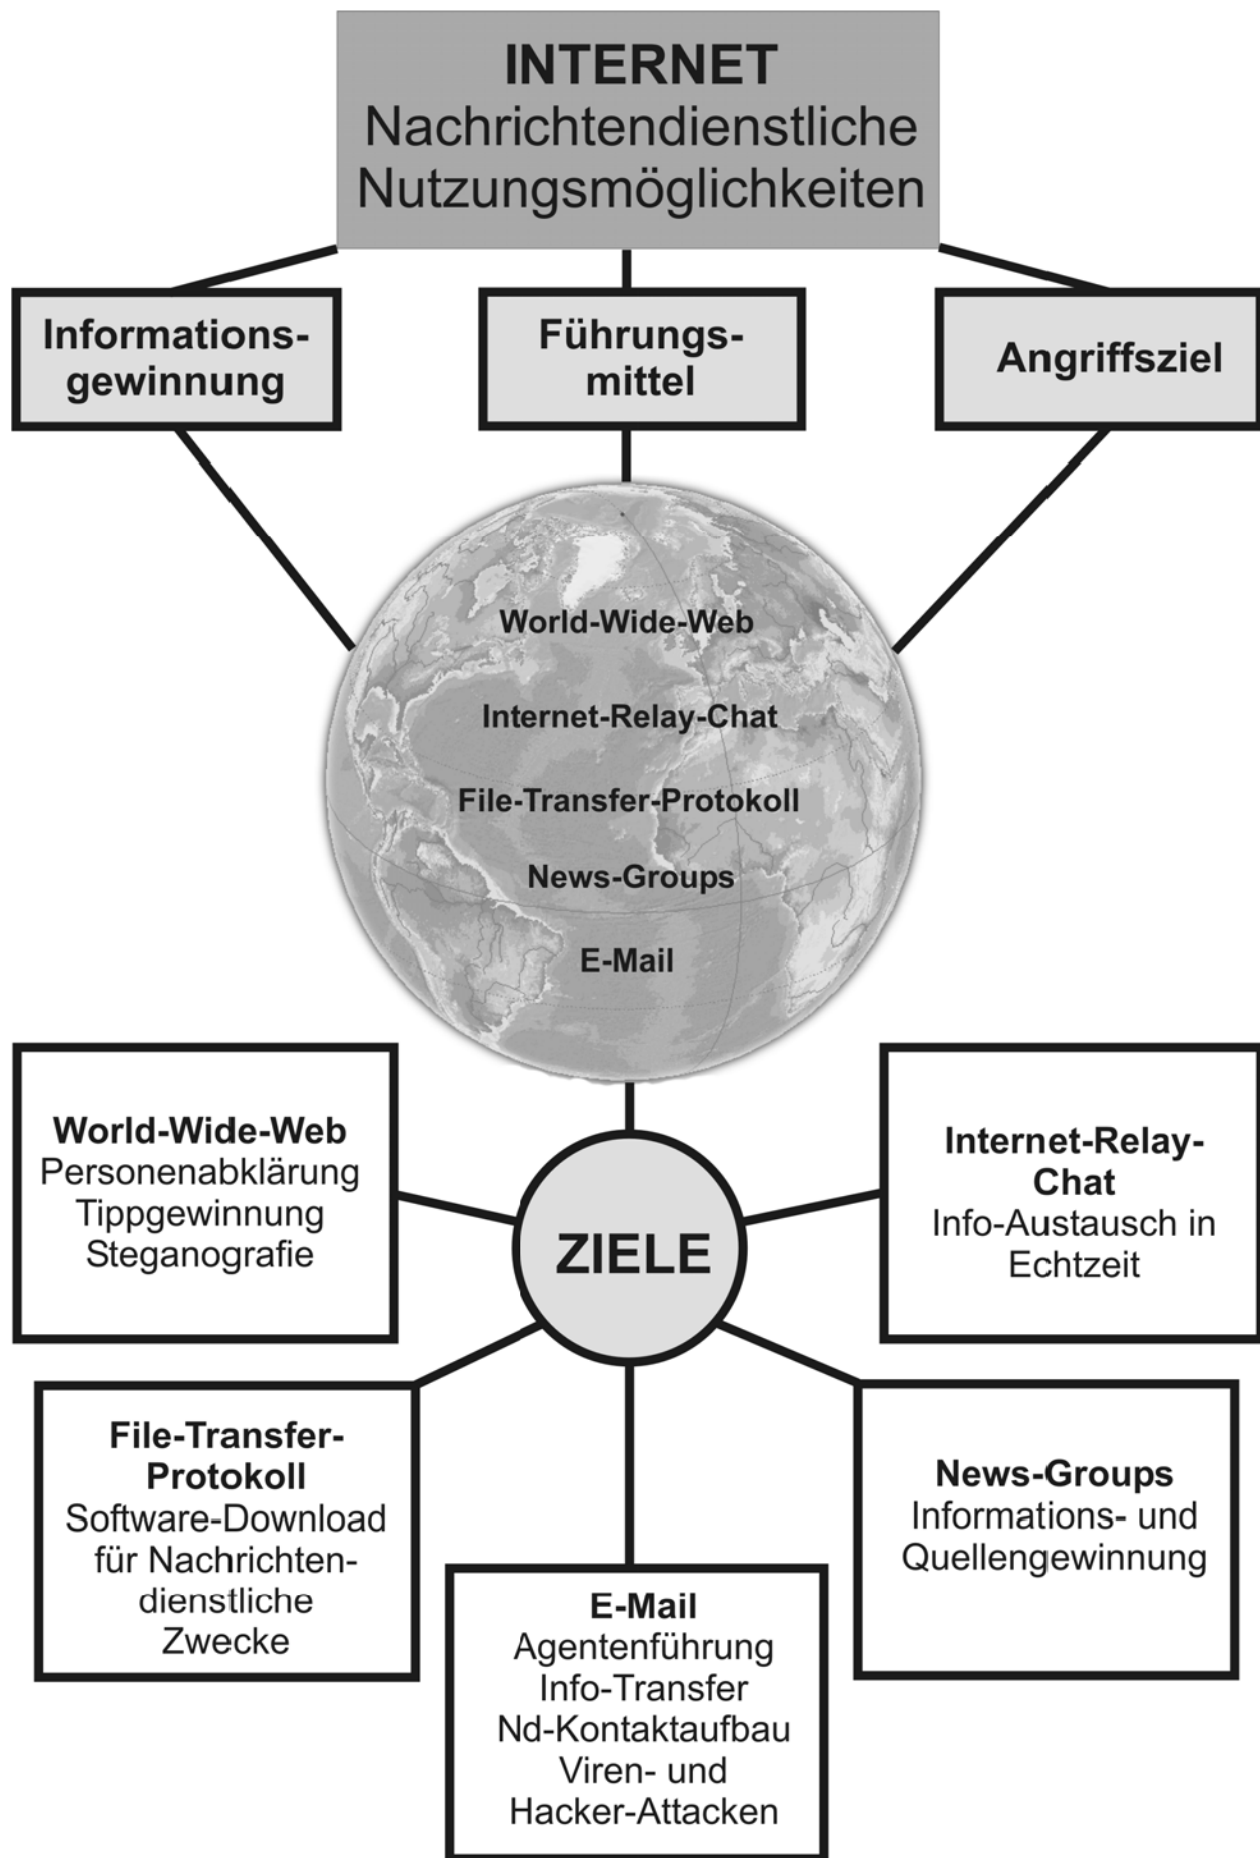 INTERNET
Nachrichtendienstliche
Nutzungsmöglichkeiten
Informations-
gewinnung
Führungs-
mittel
Angriffsziel
World-Wide-Web
Internet-Relay-Chat
File-Transfer-Protokoll
News-Groups
E-Mail
World-Wide-Web
Personenabklärung
Tippgewinnung
Steganografie
ZIELE
Internet-Relay-
Chat
Info-Austausch in
Echtzeit
File-Transfer-
Protokoll
Software-Download
für Nachrichten-
dienstliche
Zwecke
E-Mail
Agentenführung
Info-Transfer
Nd-Kontaktaufbau
Viren- und
Hacker-Attacken
News-Groups
Informations- und
Quellengewinnung